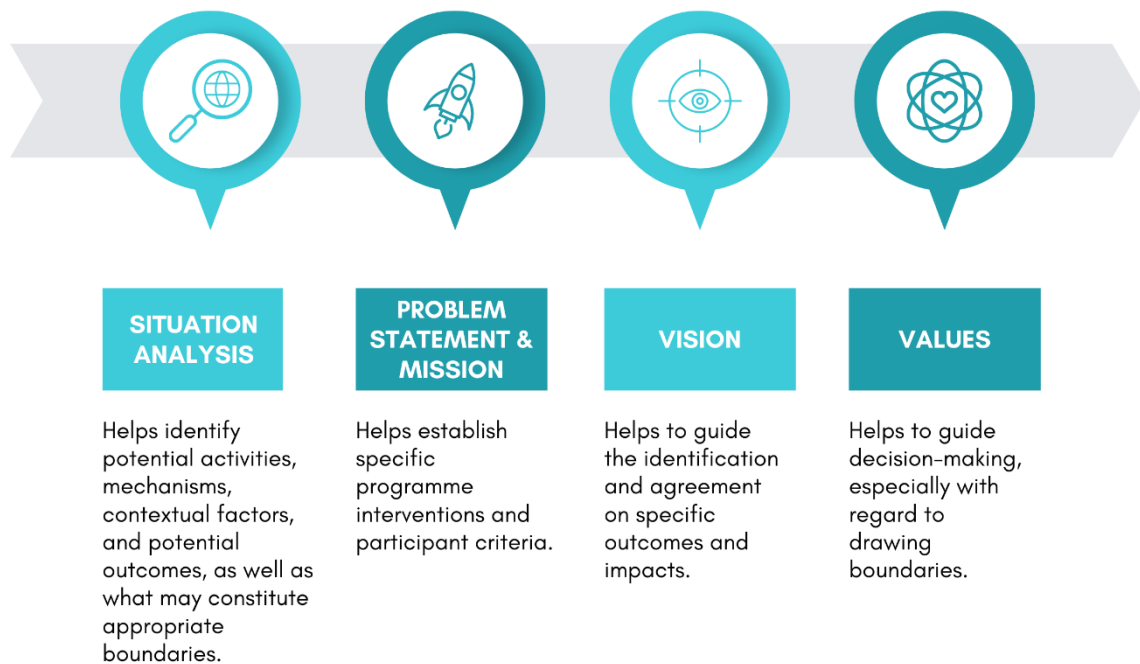 SITUATION
ANALYSIS
Helps identify
potential activities,
mechanisms,
contextual factors,
and potential
outcomes, as well as
what may constitute
appropriate
boundaries.
PROBLEM
STATEMENT &
MISSION
Helps establish
specific
programme
interventions and
participant criteria.
VISION
Helps to guide
the identification
and agreement
on specific
outcomes and
impacts.
VALUES
Helps to guide
decision-making,
especially with
regard to
drawing
boundaries.